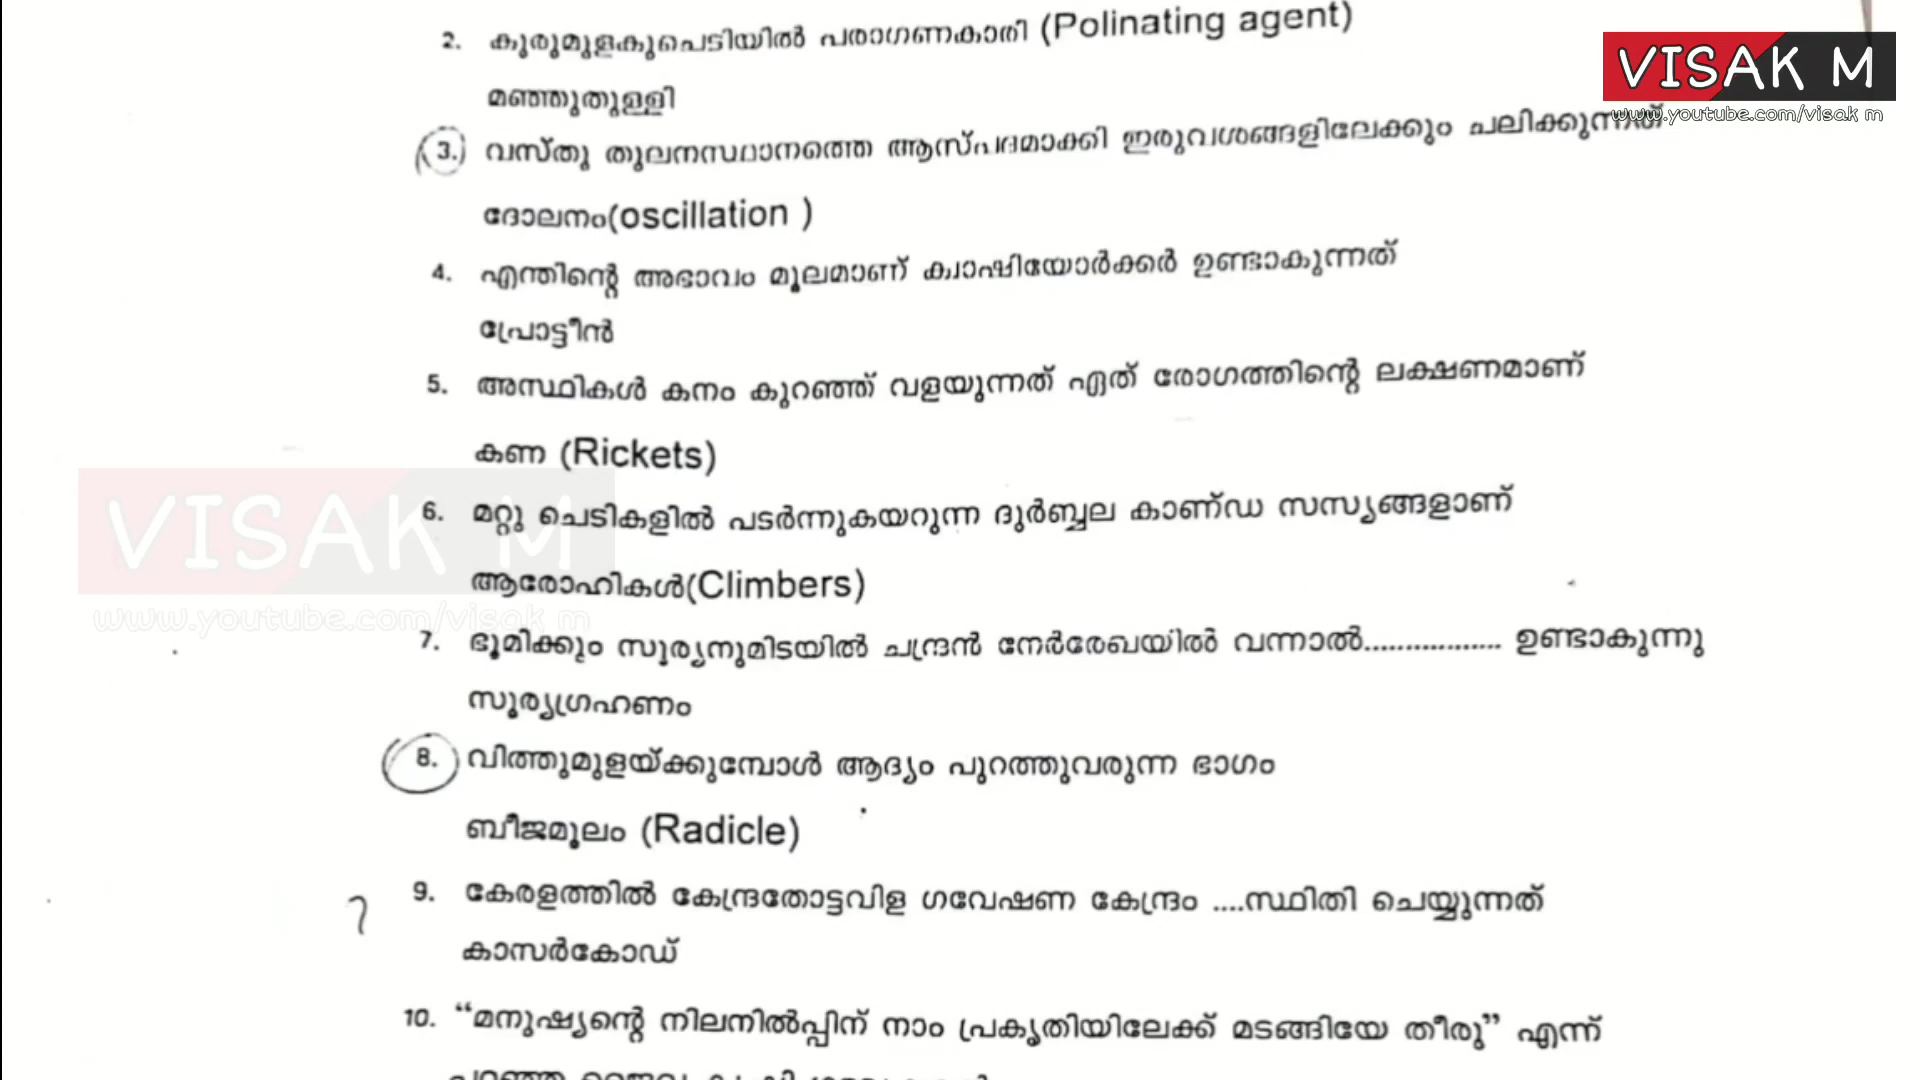 2. കുരുമുളകുചെടിയിൽ പരാഗണകാരി (Polinating agent)
മഞ്ഞുതുള്ളി
VISAK M
www.youtube.com/visak m
3. വസ്തു തുലനസ്ഥാനത്തെ ആസ്പദമാക്കി ഇരുവശങ്ങളിലേക്കും ചലിക്കുന്നത്
ദോലനം(oscillation )
4. എന്തിന്റെ അഭാവം മൂലമാണ് ക്വാഷിയോർക്കർ ഉണ്ടാകുന്നത്
പ്രോട്ടീൻ
5. അസ്ഥികൾ കനം കുറഞ്ഞ് വളയുന്നത് ഏത് രോഗത്തിന്റെ ലക്ഷണമാണ്
കണ (Rickets)
6. മറ്റു ചെടികളിൽ പടർന്നുകയറുന്ന ദുർബ്ബല കാണ്ഡ സസ്യങ്ങളാണ്
VISAK M
ആരോഹികൾ(Climbers)
www.youtube.com/visak m
7. ഭൂമിക്കും സൂര്യനുമിടയിൽ ചന്ദ്രൻ നേർരേഖയിൽ വന്നാൽ................. ഉണ്ടാകുന്നു
സൂര്യഗ്രഹണം
8. വിത്തുമുളയ്ക്കുമ്പോൾ ആദ്യം പുറത്തുവരുന്ന ഭാഗം
ബീജമൂലം (Radicle)
9. കേരളത്തിൽ കേന്ദ്രതോട്ടവിള ഗവേഷണ കേന്ദ്രം ....സ്ഥിതി ചെയ്യുന്നത്
കാസർകോഡ്
10. “മനുഷ്യന്റെ നിലനിൽപ്പിന് നാം പ്രകൃതിയിലേക്ക് മടങ്ങിയേ തീരു” എന്ന്